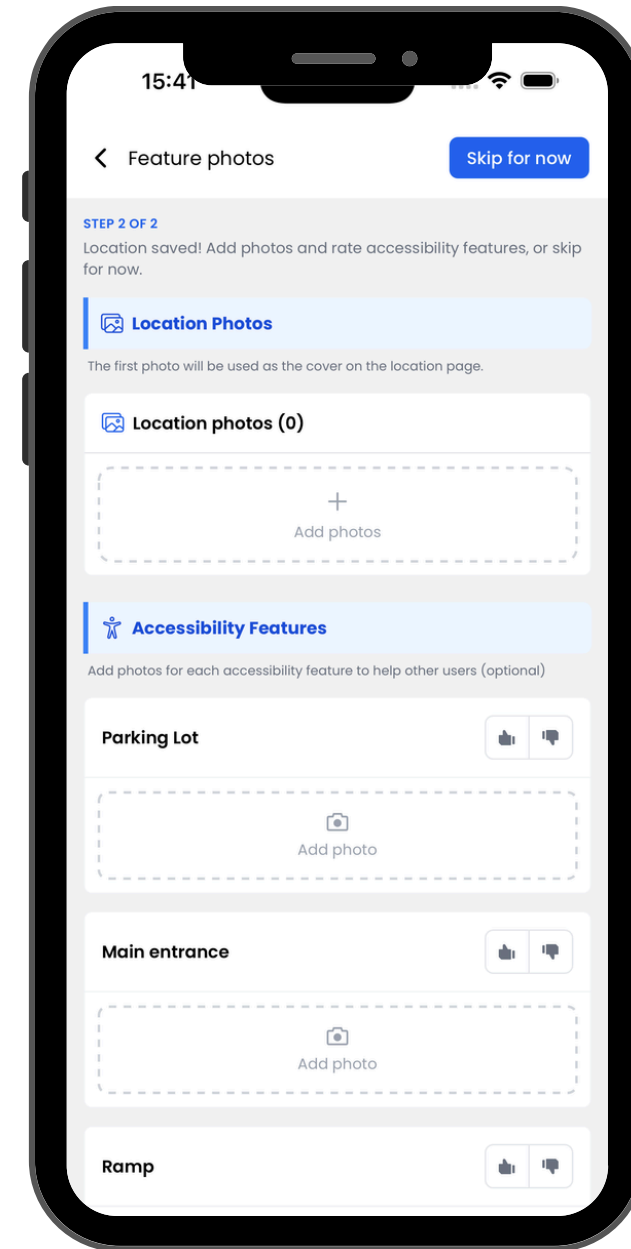 15:41
Feature photos
Skip for now
STEP 2 OF 2
Location saved! Add photos and rate accessibility features, or skip
for now.
Location Photos
The first photo will be used as the cover on the location page.
Location photos (0)
Add photos
Accessibility Features
Add photos for each accessibility feature to help other users (optional)
Parking Lot
Add photo
Main entrance
Add photo
Ramp